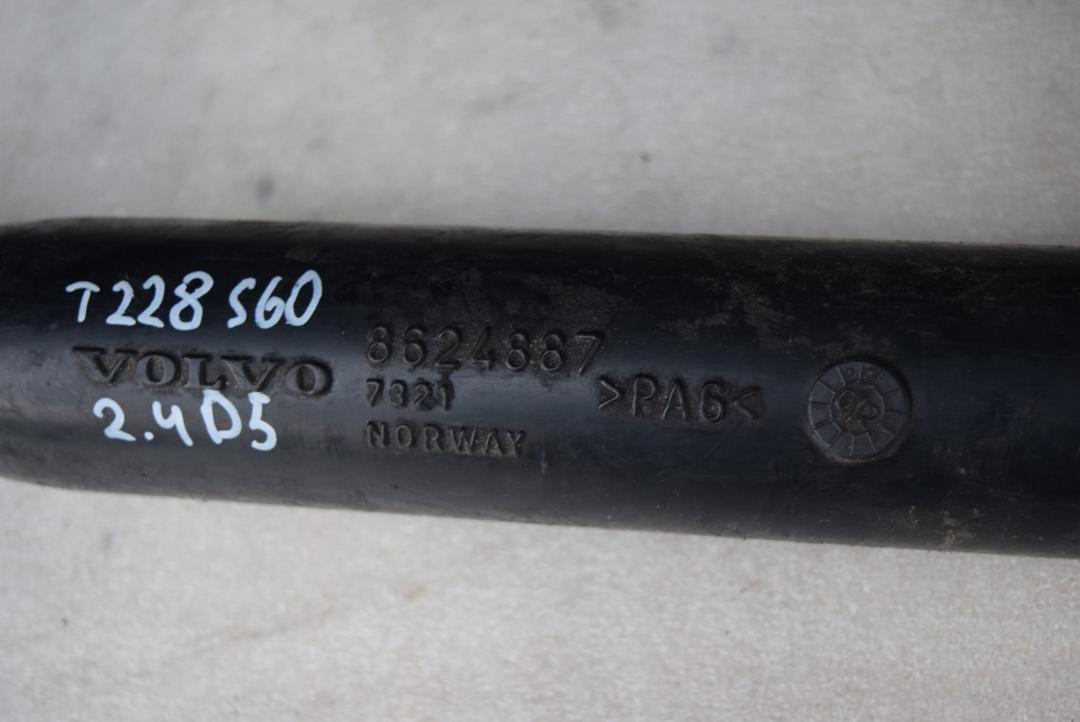 T228 S60
VOLVO
2.4D5
8624887
7321
NORWAY
>PA6<